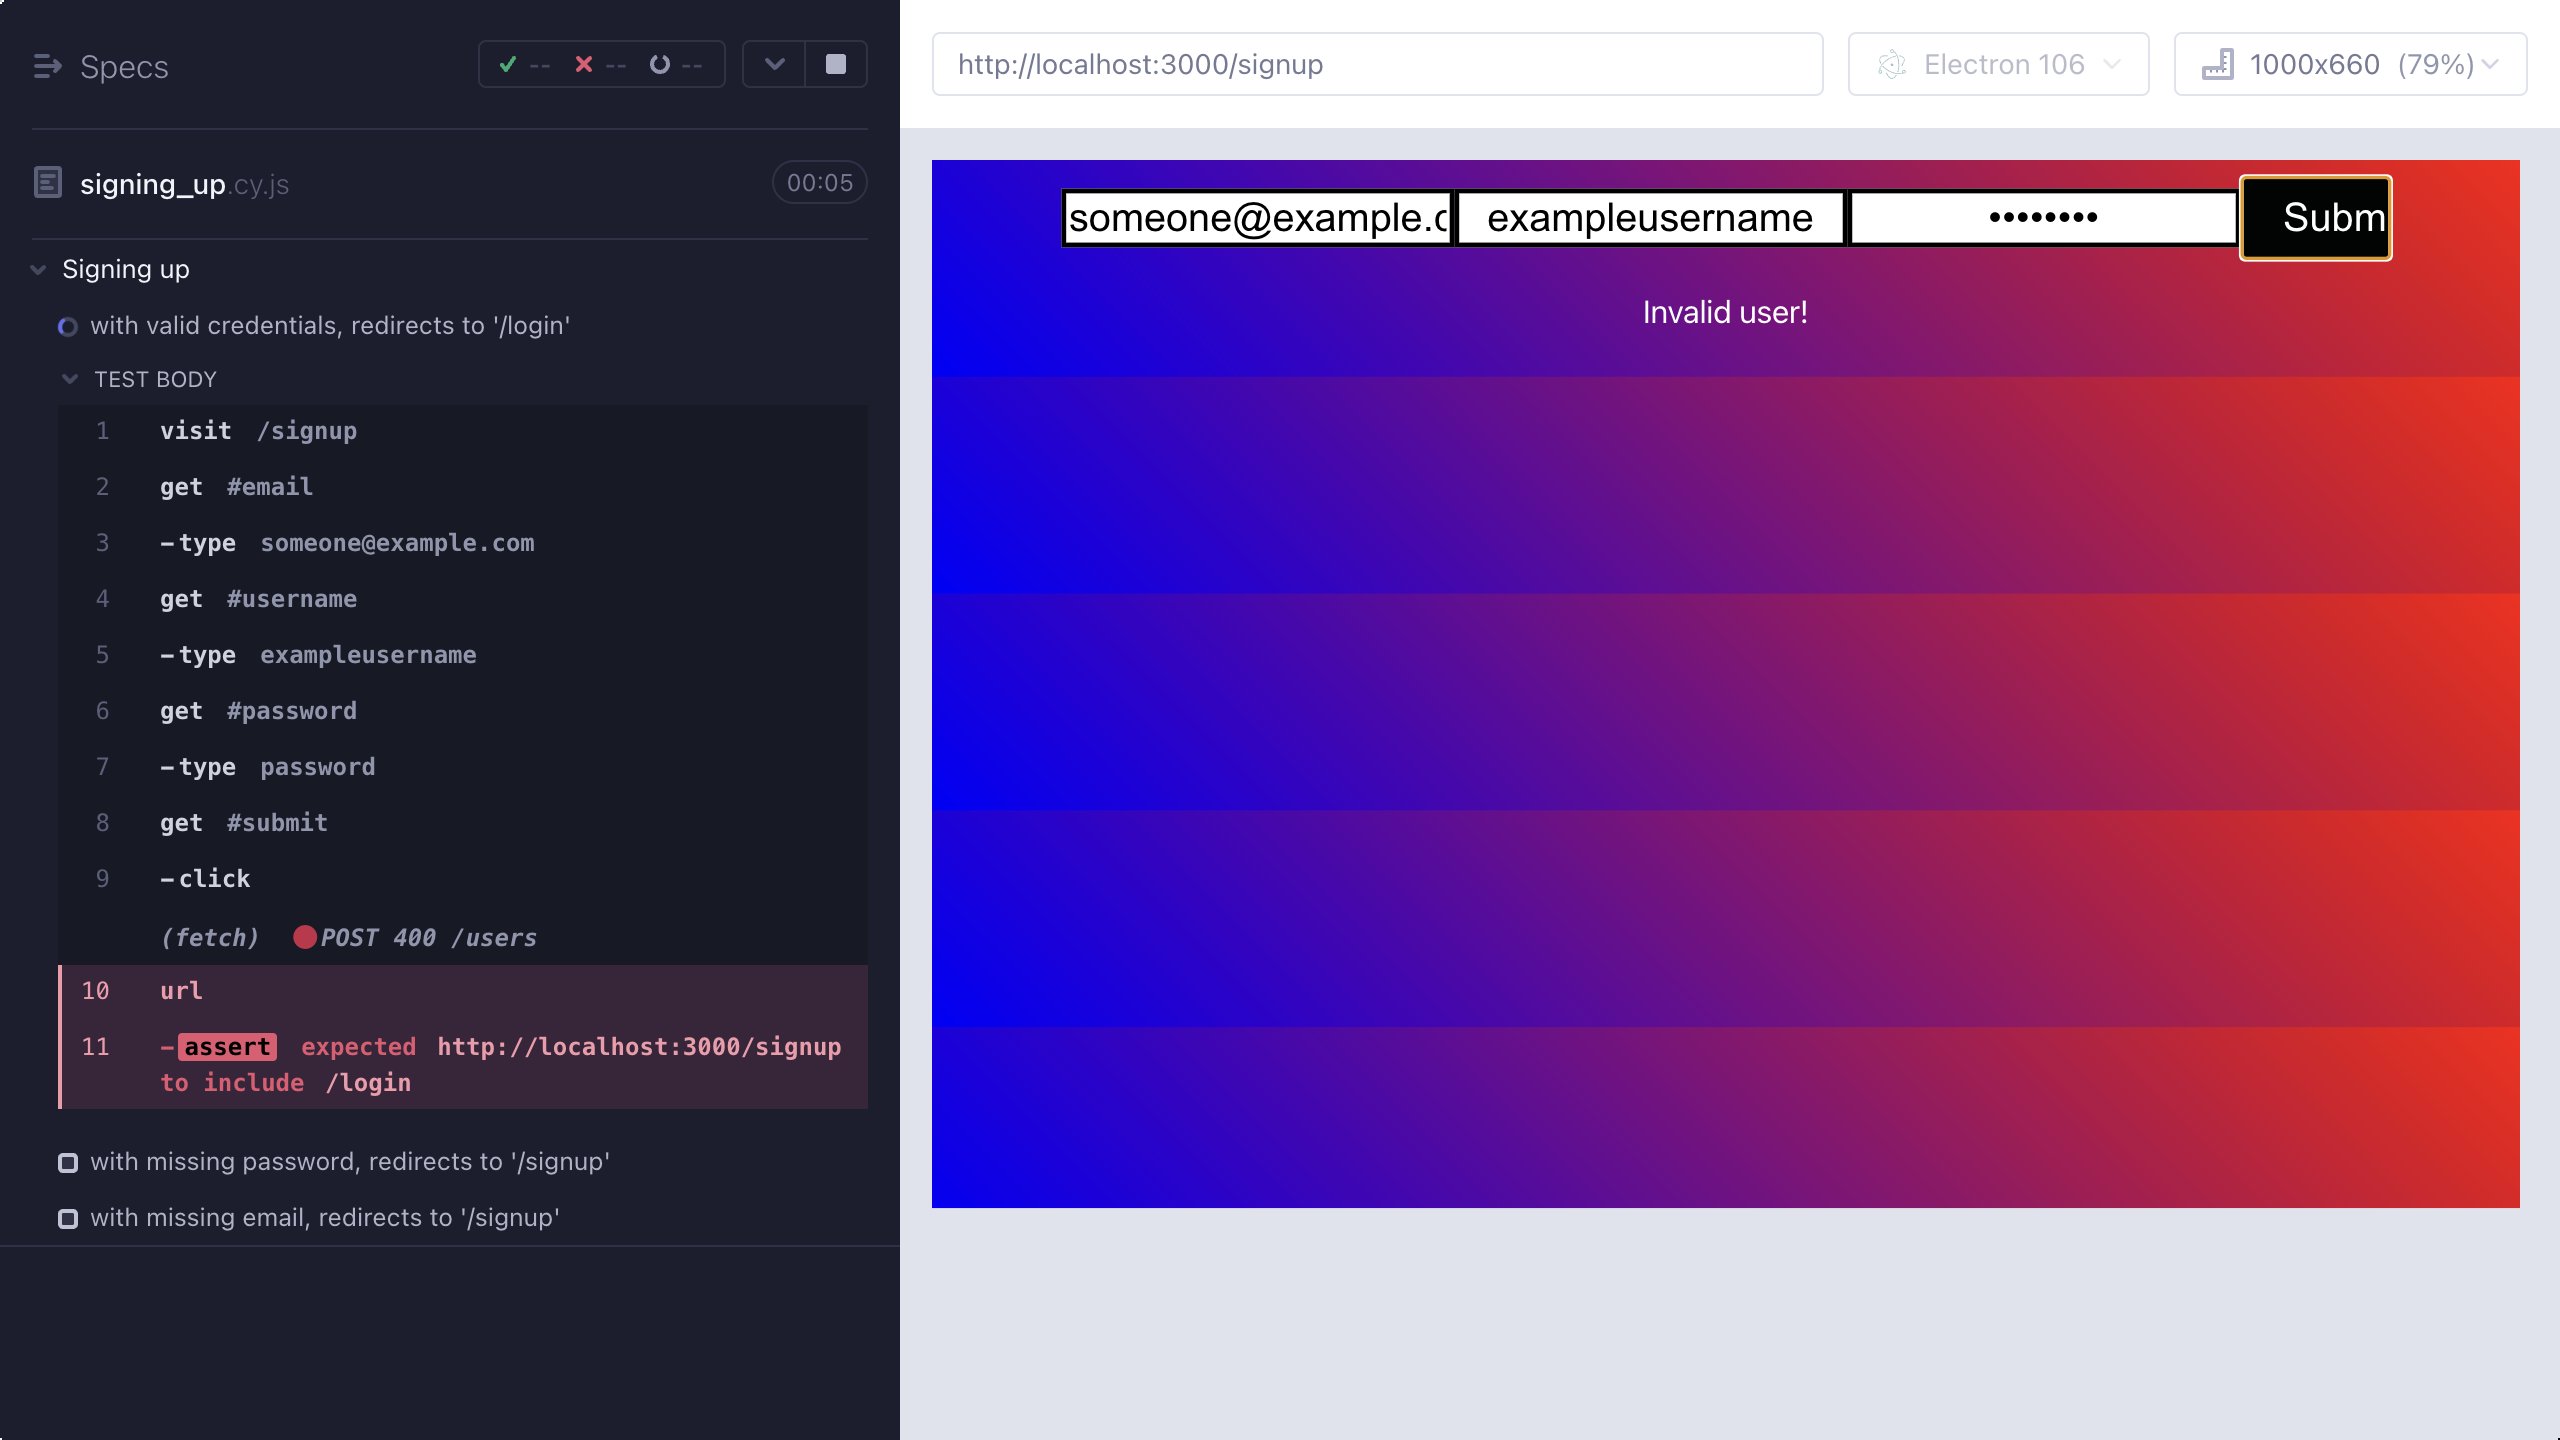 Specs
-- -- --
signing_up.cy.js 00:05
Signing up
with valid credentials, redirects to '/login'
TEST BODY
1 visit /signup
2 get #email
3 -type someone@example.com
4 get #username
5 -type exampleusername
6 get #password
7 -type password
8 get #submit
9 -click
(fetch) POST 400 /users
10 url
11 -assert expected http://localhost:3000/signup
to include /login
with missing password, redirects to '/signup'
with missing email, redirects to '/signup'
http://localhost:3000/signup
Electron 106
1000x660 (79%)
someone@example.c
exampleusername
••••••••
Subm
Invalid user!